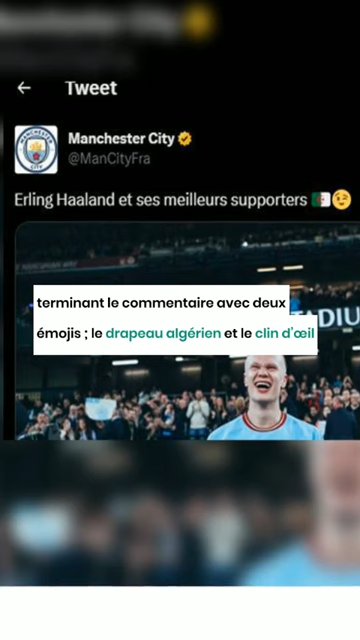 Tweet
Manchester City
@ManCityFra
Erling Haaland et ses meilleurs supporters 🇩🇿😉
terminant le commentaire avec deux
émojis ; le drapeau algérien et le clin d'œil